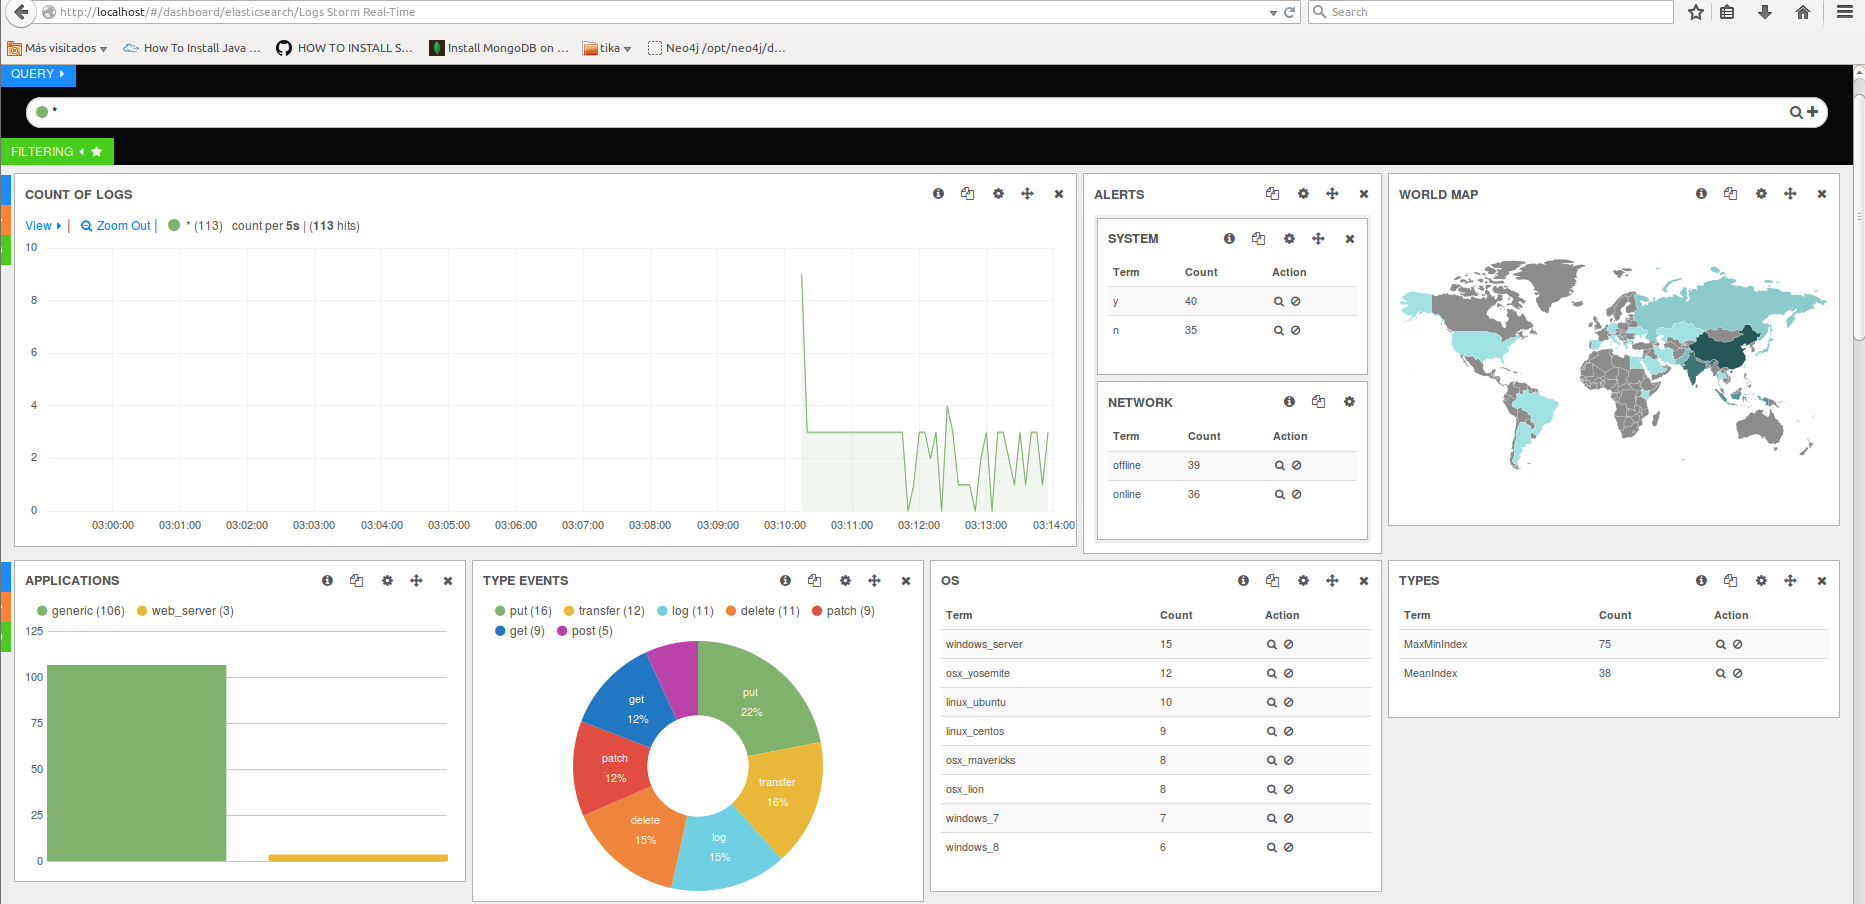 http://localhost/#/dashboard/elasticsearch/Logs Storm Real-Time
Search
Más visitados
How To Install Java ...
HOW TO INSTALL S...
Install MongoDB on ...
tika
Neo4j /opt/neo4j/d...
QUERY
*
FILTERING
COUNT OF LOGS
View | Zoom Out | * (113) count per 5s | (113 hits)
10
8
6
4
2
0
03:00:00 03:01:00 03:02:00 03:03:00 03:04:00 03:05:00 03:06:00 03:07:00 03:08:00 03:09:00 03:10:00 03:11:00 03:12:00 03:13:00 03:14:00
ALERTS
SYSTEM
Term Count Action
y 40
n 35
NETWORK
Term Count Action
offline 39
online 36
WORLD MAP
APPLICATIONS
generic (106) web_server (3)
125
100
75
50
25
0
TYPE EVENTS
put (16) transfer (12) log (11) delete (11) patch (9)
get (9) post (5)
put
22%
transfer
16%
log
15%
delete
15%
patch
12%
get
12%
OS
Term Count Action
windows_server 15
osx_yosemite 12
linux_ubuntu 10
linux_centos 9
osx_mavericks 8
osx_lion 8
windows_7 7
windows_8 6
TYPES
Term Count Action
MaxMinIndex 75
MeanIndex 38